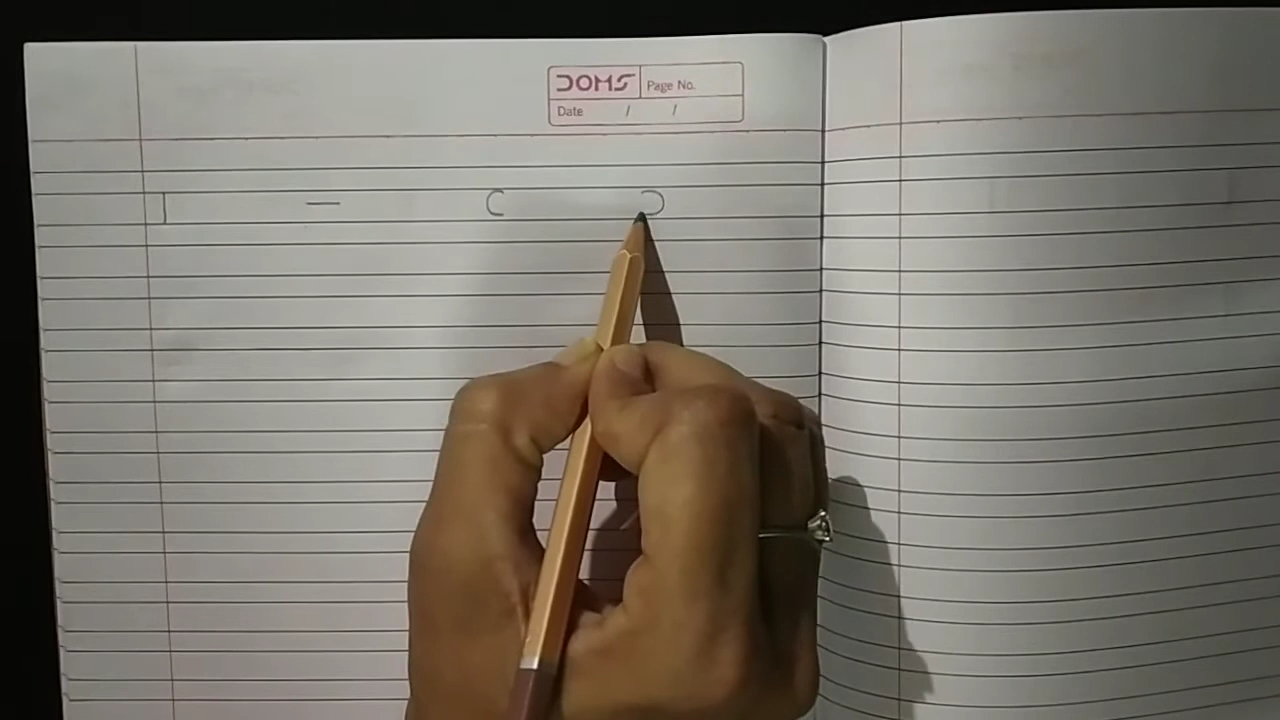 DOMS Page No.
Date / /
| — ⊂ ⊃